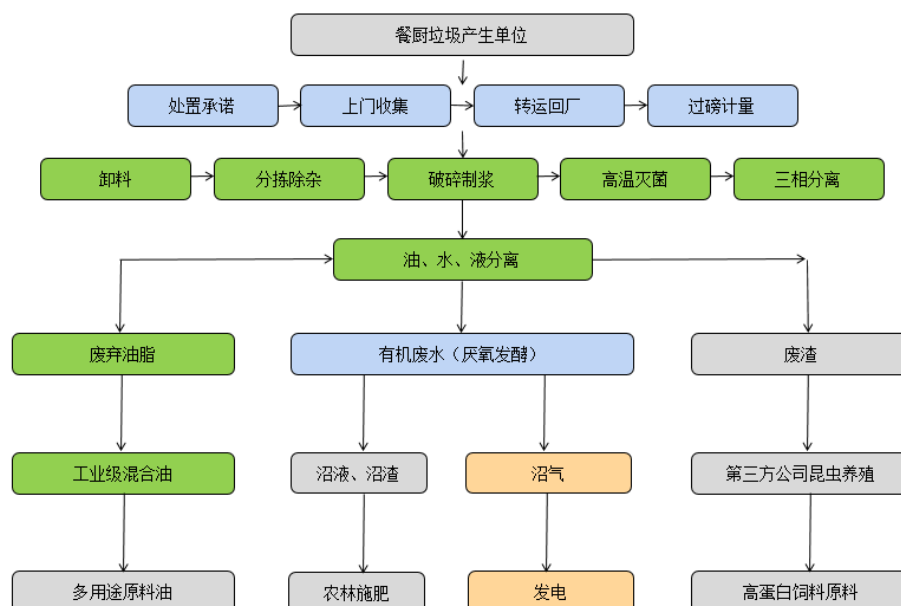 餐厨垃圾产生单位
处置承诺
上门收集
转运回厂
过磅计量
卸料
分拣除杂
破碎制浆
高温灭菌
三相分离
油、水、液分离
废弃油脂
有机废水（厌氧发酵）
废渣
工业级混合油
沼液、沼渣
沼气
第三方公司昆虫养殖
多用途原料油
农林施肥
发电
高蛋白饲料原料